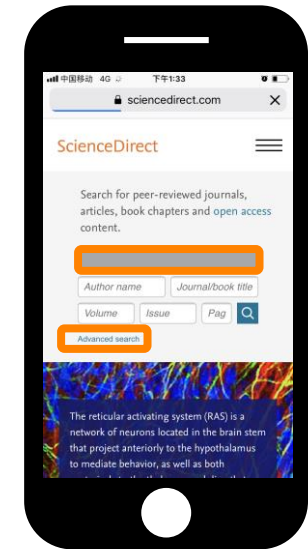 中国移动 4G 下午1:33
sciencedirect.com
ScienceDirect
Search for peer-reviewed journals,
articles, book chapters and open access
content.
Author name Journal/book title
Volume Issue Pag
Advanced search
The reticular activating system (RAS) is a
network of neurons located in the brain stem
that project anteriorly to the hypothalamus
to mediate behavior, as well as both